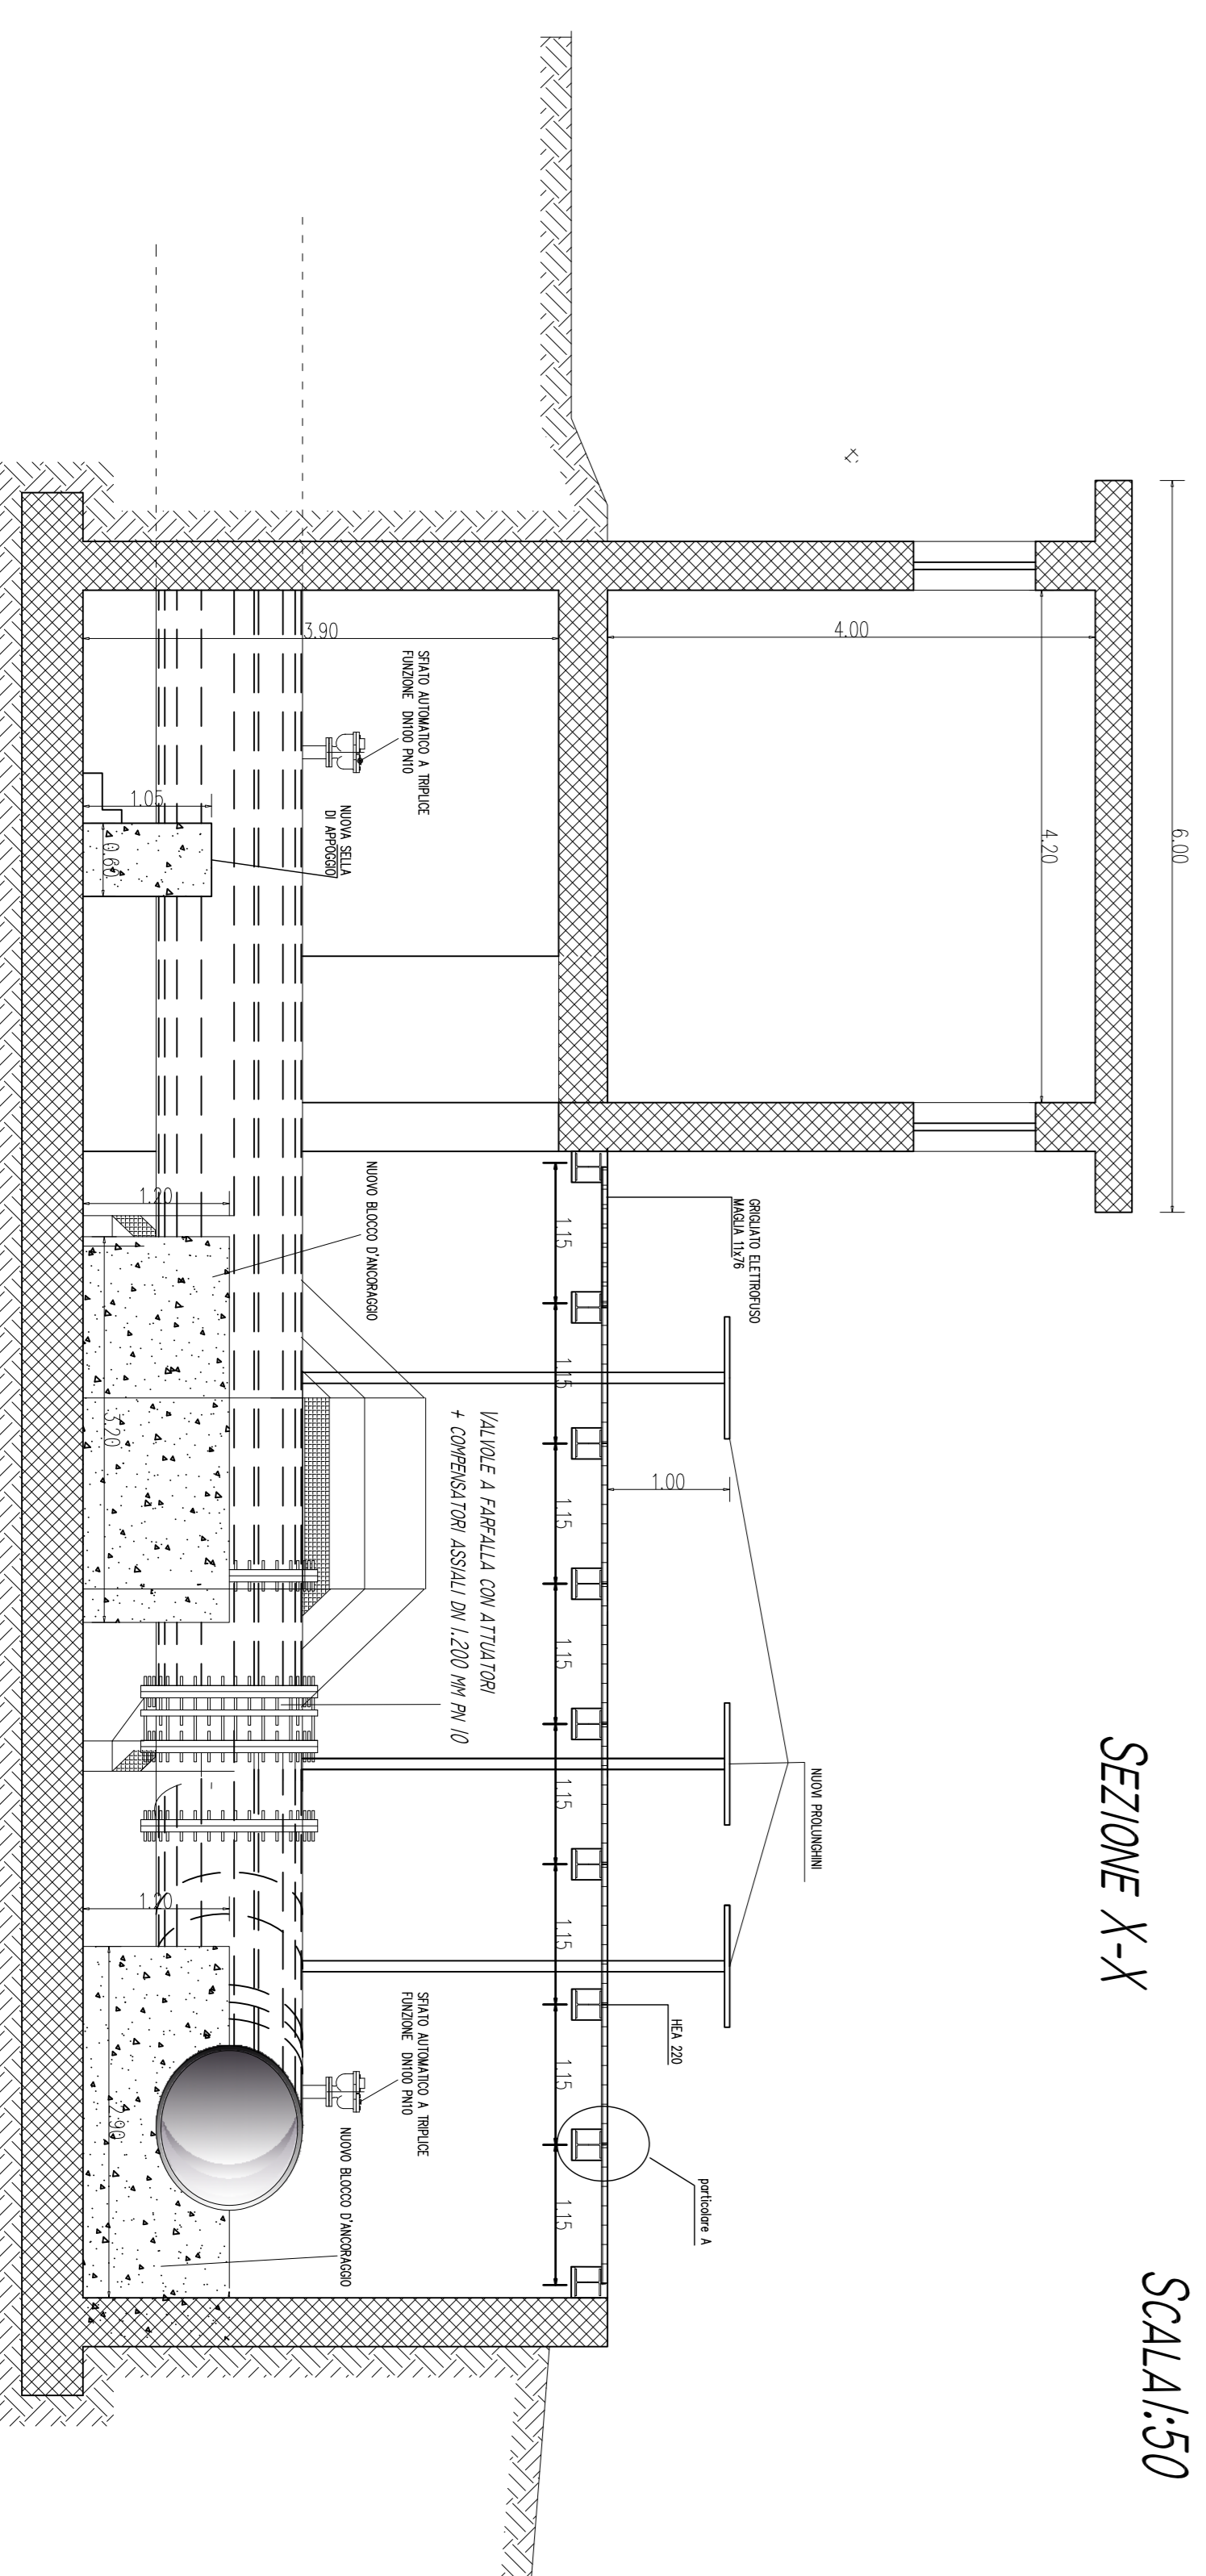 SEZIONE X-X
SCALA 1:50
6.00
4.20
4.00
3.90
SFIATO AUTOMATICO A TRIPLICE
FUNZIONE DN100 PN10
NUOVA SELLA
DI APPOGGIO
1.05
0.60
GRIGLIATO ELETTROFUSO
MAGLIA 11x76
1.15
1.15
1.15
1.15
1.15
1.15
1.15
1.15
1.00
NUOVI PROLUNGHINI
HEA 220
particolare A
NUOVO BLOCCO D'ANCORAGGIO
1.20
3.20
VALVOLE A FARFALLA CON ATTUATORI
+ COMPENSATORI ASSIALI DN 1.200 MM PN 10
1.20
SFIATO AUTOMATICO A TRIPLICE
FUNZIONE DN100 PN10
NUOVO BLOCCO D'ANCORAGGIO
2.90